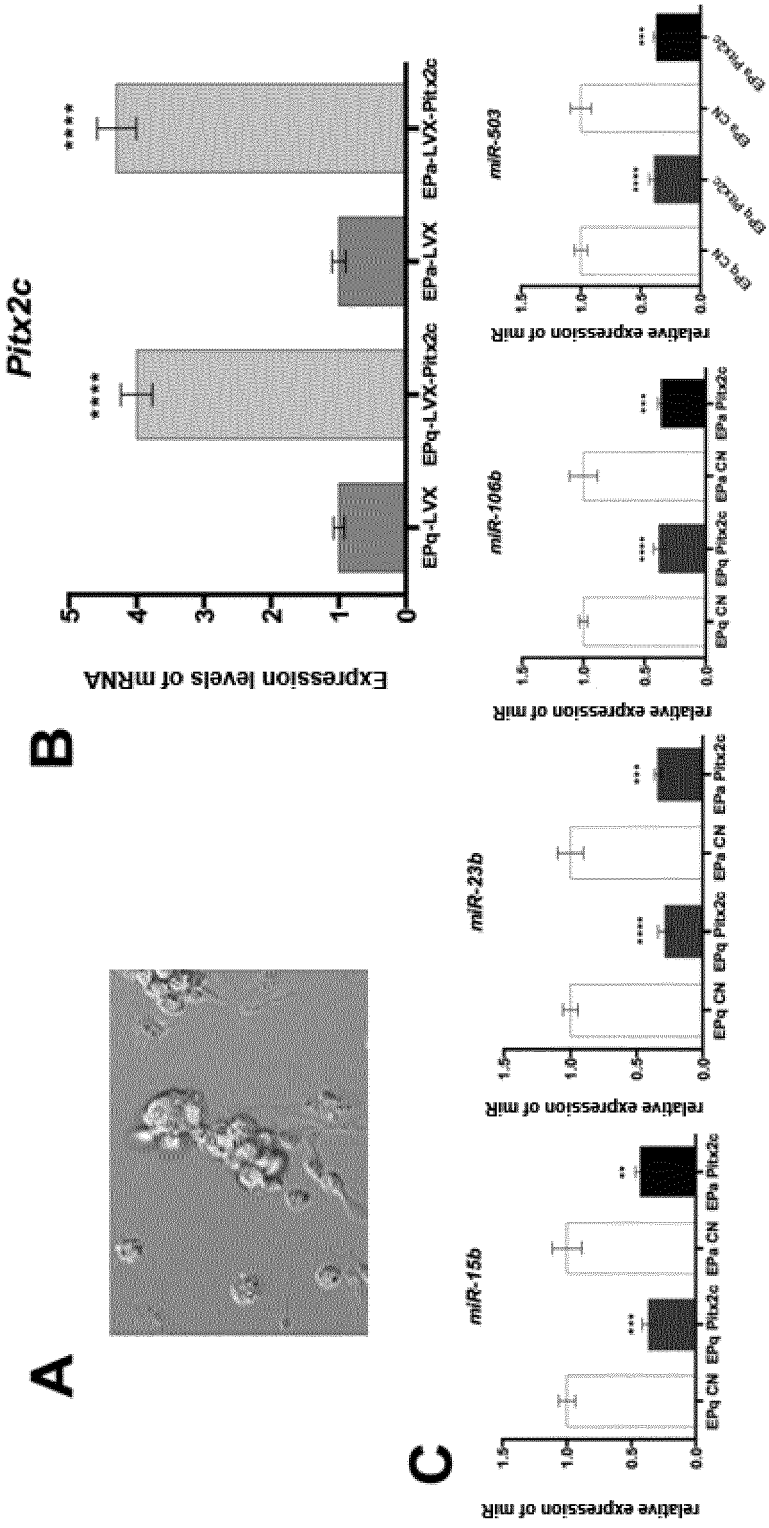 A
B
Pitx2c
Expression levels of mRNA
5
4
3
2
1
0
****
****
EPq-LVX
EPq-LVX-Pitx2c
EPa-LVX
EPa-LVX-Pitx2c
C
miR-15b
relative expression of miR
1.5
1.0
0.5
0.0
***
**
EPq CN
EPq Pitx2c
EPa CN
EPa Pitx2c
miR-23b
relative expression of miR
1.5
1.0
0.5
0.0
****
***
EPq CN
EPq Pitx2c
EPa CN
EPa Pitx2c
miR-106b
relative expression of miR
1.5
1.0
0.5
0.0
****
***
EPq CN
EPq Pitx2c
EPa CN
EPa Pitx2c
miR-503
relative expression of miR
1.5
1.0
0.5
0.0
****
***
EPq CN
EPq Pitx2c
EPa CN
EPa Pitx2c